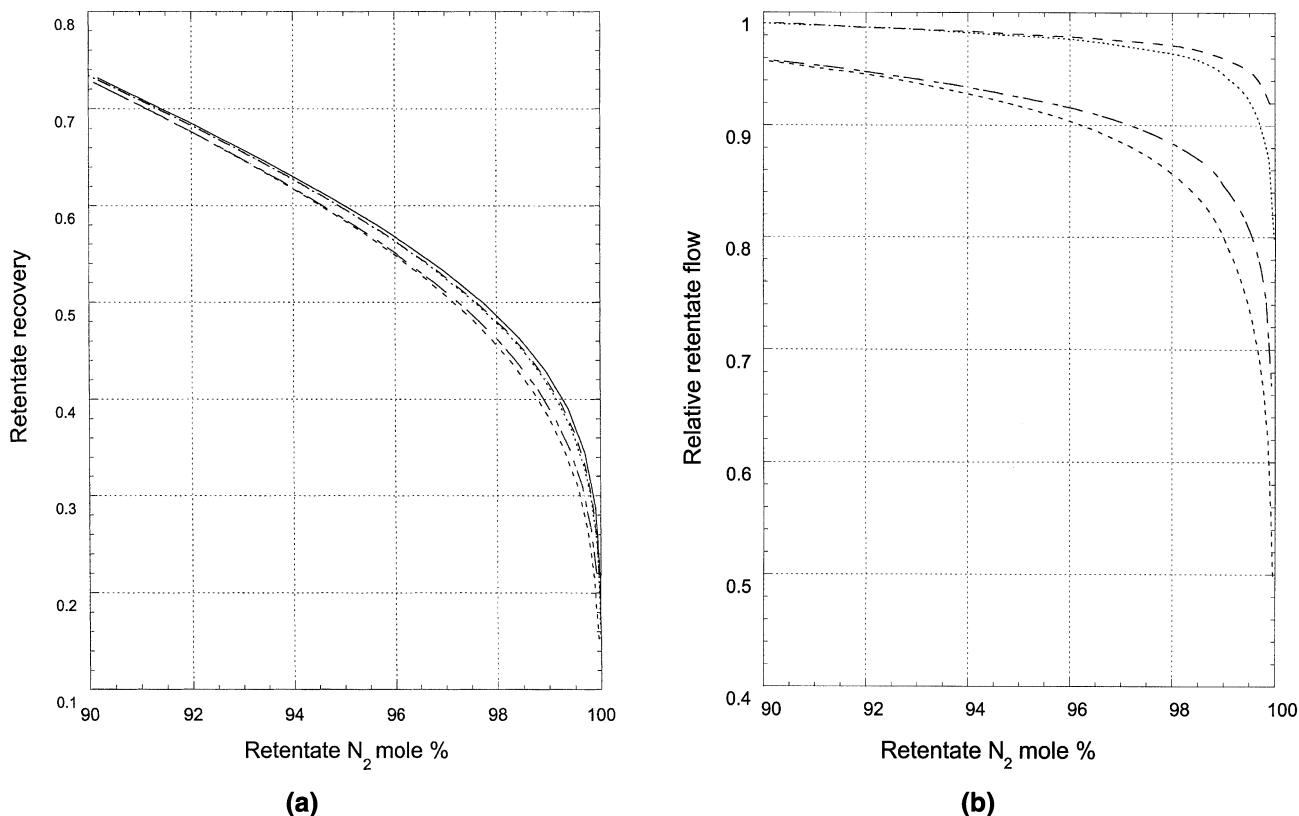 0.8
0.7
0.6
0.5
0.4
0.3
0.2
0.1
90 92 94 96 98 100
Retentate recovery
Retentate N₂ mole %
(a)
1
0.9
0.8
0.7
0.6
0.5
0.4
90 92 94 96 98 100
Relative retentate flow
Retentate N₂ mole %
(b)